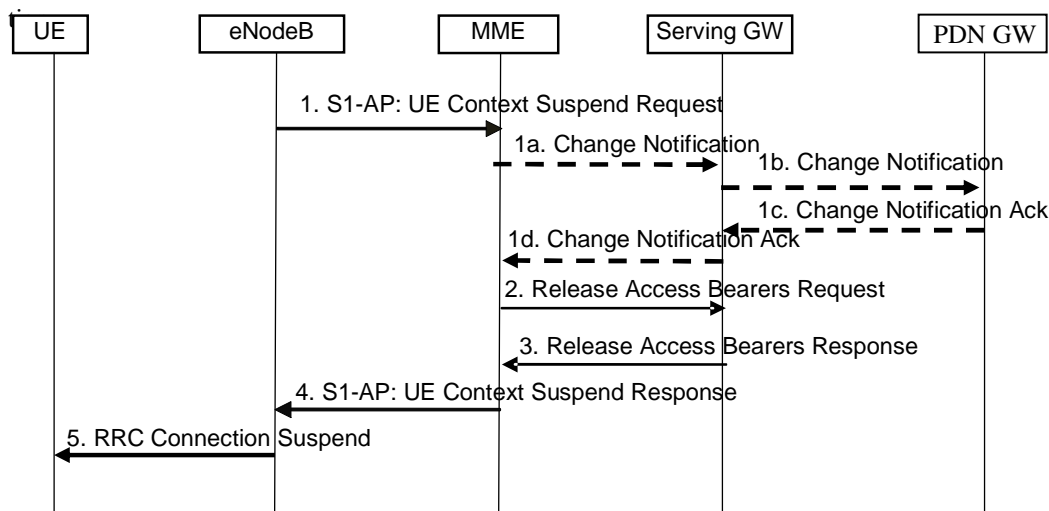 UE
eNodeB
MME
Serving GW
PDN GW
1. S1-AP: UE Context Suspend Request
1a. Change Notification
1b. Change Notification
1c. Change Notification Ack
1d. Change Notification Ack
2. Release Access Bearers Request
3. Release Access Bearers Response
4. S1-AP: UE Context Suspend Response
5. RRC Connection Suspend